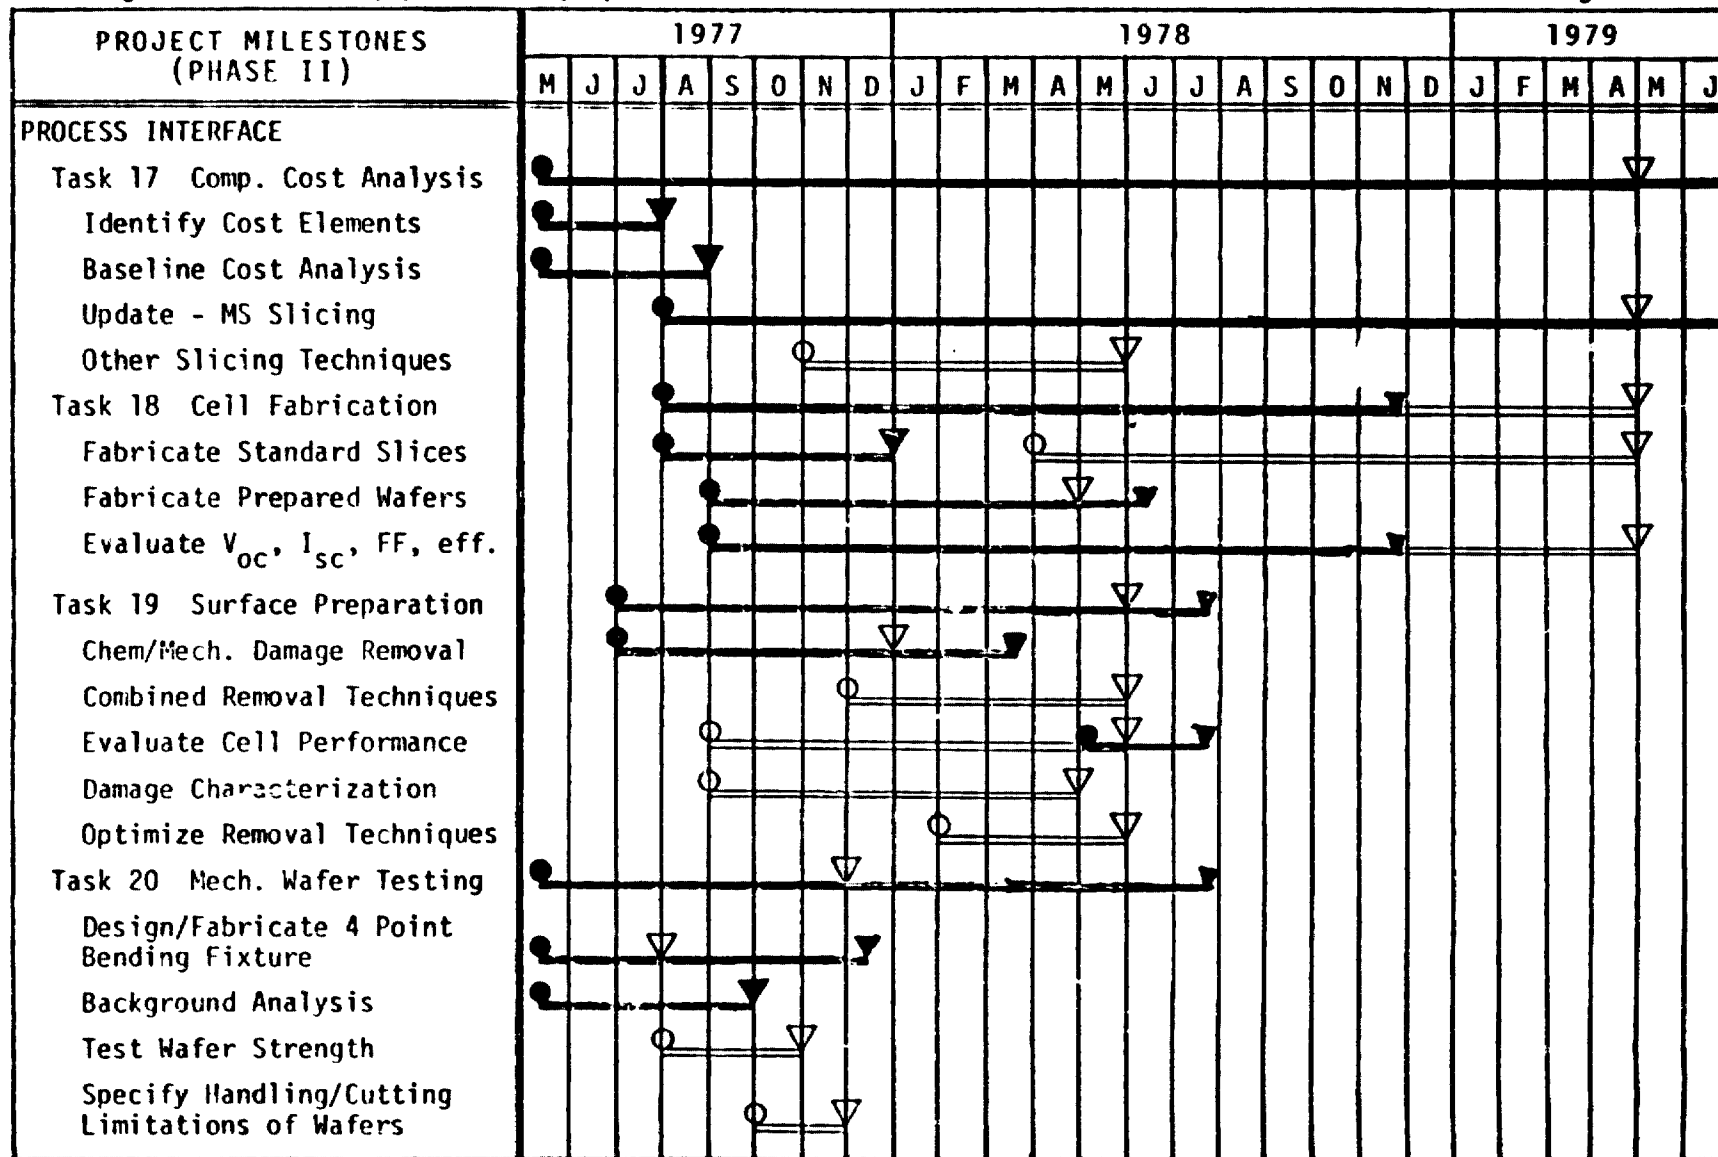 PROJECT MILESTONES
(PHASE II)
1977 1978 1979
M J J A S O N D J F M A M J J A S O N D J F M A M J
PROCESS INTERFACE
Task 17 Comp. Cost Analysis
Identify Cost Elements
Baseline Cost Analysis
Update - MS Slicing
Other Slicing Techniques
Task 18 Cell Fabrication
Fabricate Standard Slices
Fabricate Prepared Wafers
Evaluate Voc, Isc, FF, eff.
Task 19 Surface Preparation
Chem/Mech. Damage Removal
Combined Removal Techniques
Evaluate Cell Performance
Damage Characterization
Optimize Removal Techniques
Task 20 Mech. Wafer Testing
Design/Fabricate 4 Point
Bending Fixture
Background Analysis
Test Wafer Strength
Specify Handling/Cutting
Limitations of Wafers